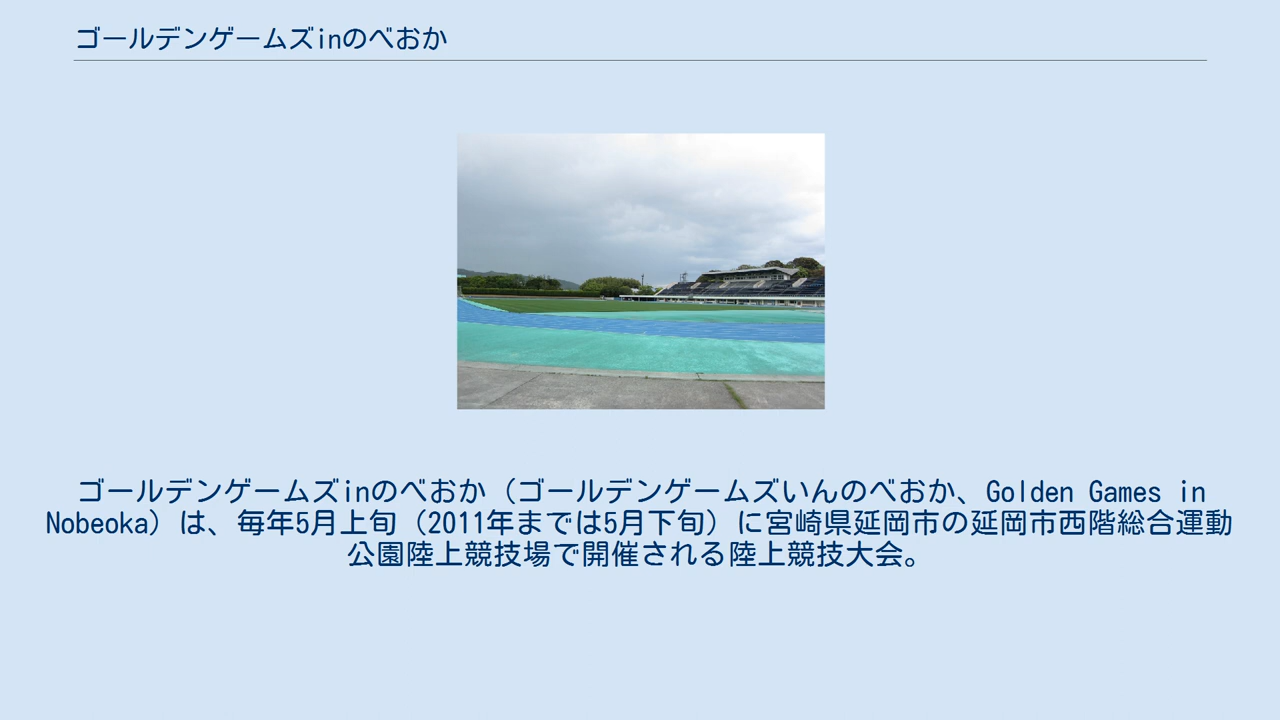 ゴールデンゲームズinのべおか
ゴールデンゲームズinのべおか（ゴールデンゲームズいんのべおか、Golden Games in
Nobeoka）は、毎年5月上旬（2011年までは5月下旬）に宮崎県延岡市の延岡市西階総合運動
公園陸上競技場で開催される陸上競技大会。